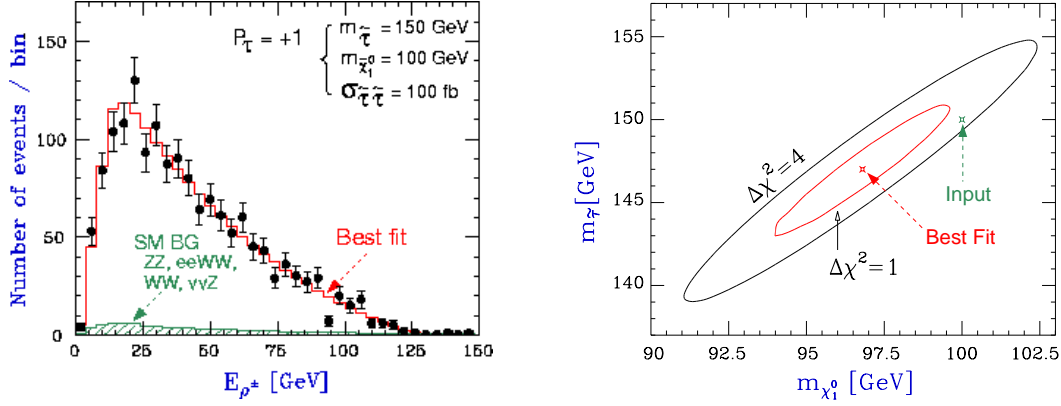 Number of events / bin
150
100
50
0
0 25 50 75 100 125 150
E_ρ± [GeV]
P_τ = +1
m_τ̃ = 150 GeV
m_χ̃₁⁰ = 100 GeV
σ_τ̃τ̃ = 100 fb
Best fit
SM BG
ZZ, eeWW,
WW, ννZ
m_τ̃ [GeV]
155
150
145
140
90 92.5 95 97.5 100 102.5
m_χ₁⁰ [GeV]
Δχ²=4
Input
Best Fit
Δχ²=1